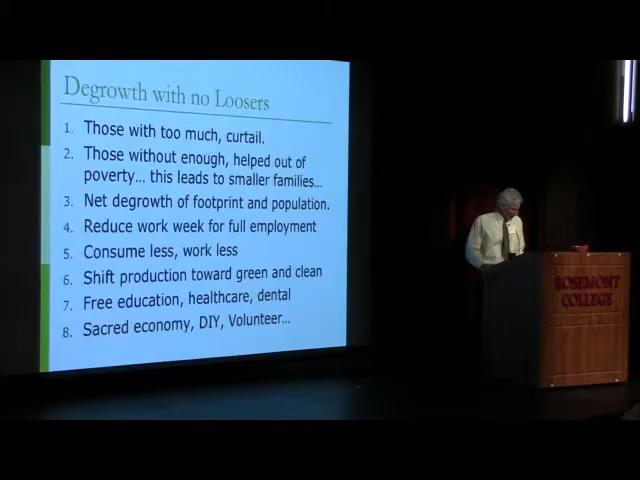 Degrowth with no Loosers
1. Those with too much, curtail.
2. Those without enough, helped out of
poverty... this leads to smaller families...
3. Net degrowth of footprint and population.
4. Reduce work week for full employment
5. Consume less, work less
6. Shift production toward green and clean
7. Free education, healthcare, dental
8. Sacred economy, DIY, Volunteer...
ROSEMONT
COLLEGE